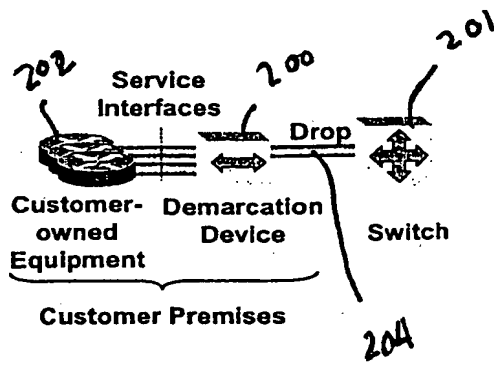 202
Service
Interfaces
200
201
Drop
Customer-
owned
Equipment
Demarcation
Device
Switch
Customer Premises
204